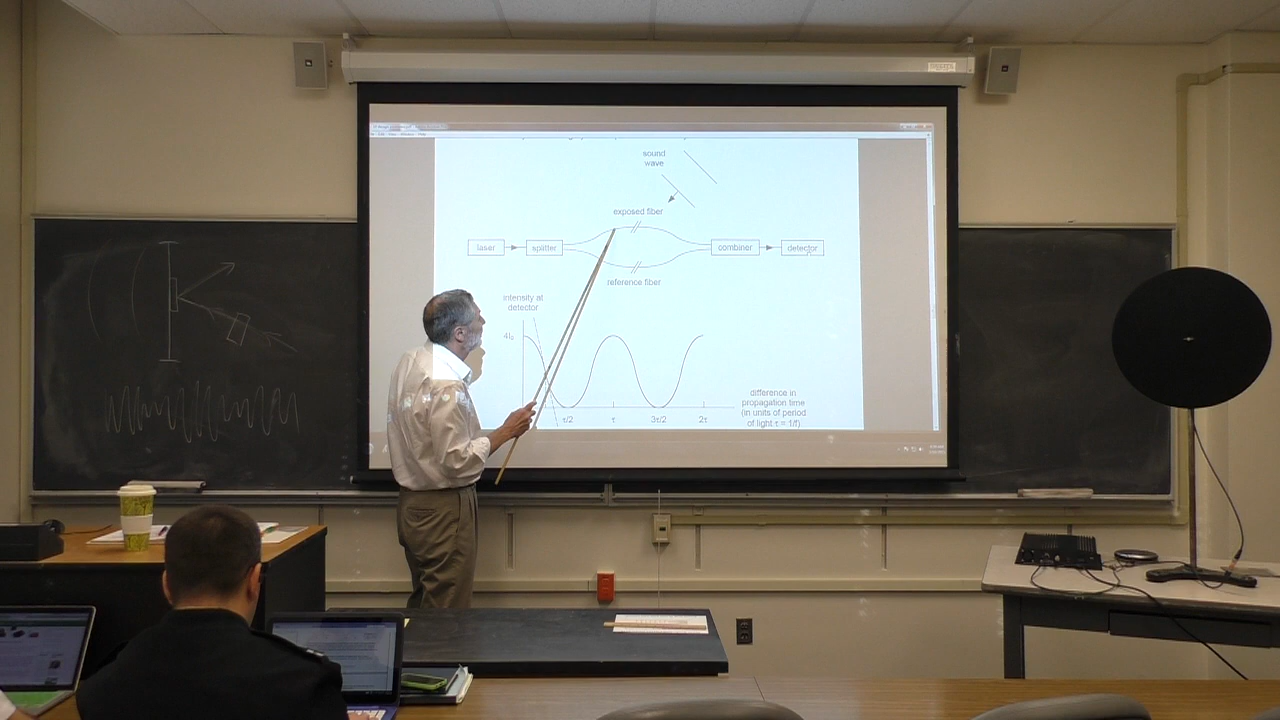 sound
wave
exposed fiber
laser
splitter
combiner
detector
reference fiber
intensity at
detector
4I₀
τ/2
τ
3τ/2
2τ
difference in
propagation time
(in units of period
of light τ = 1/f)